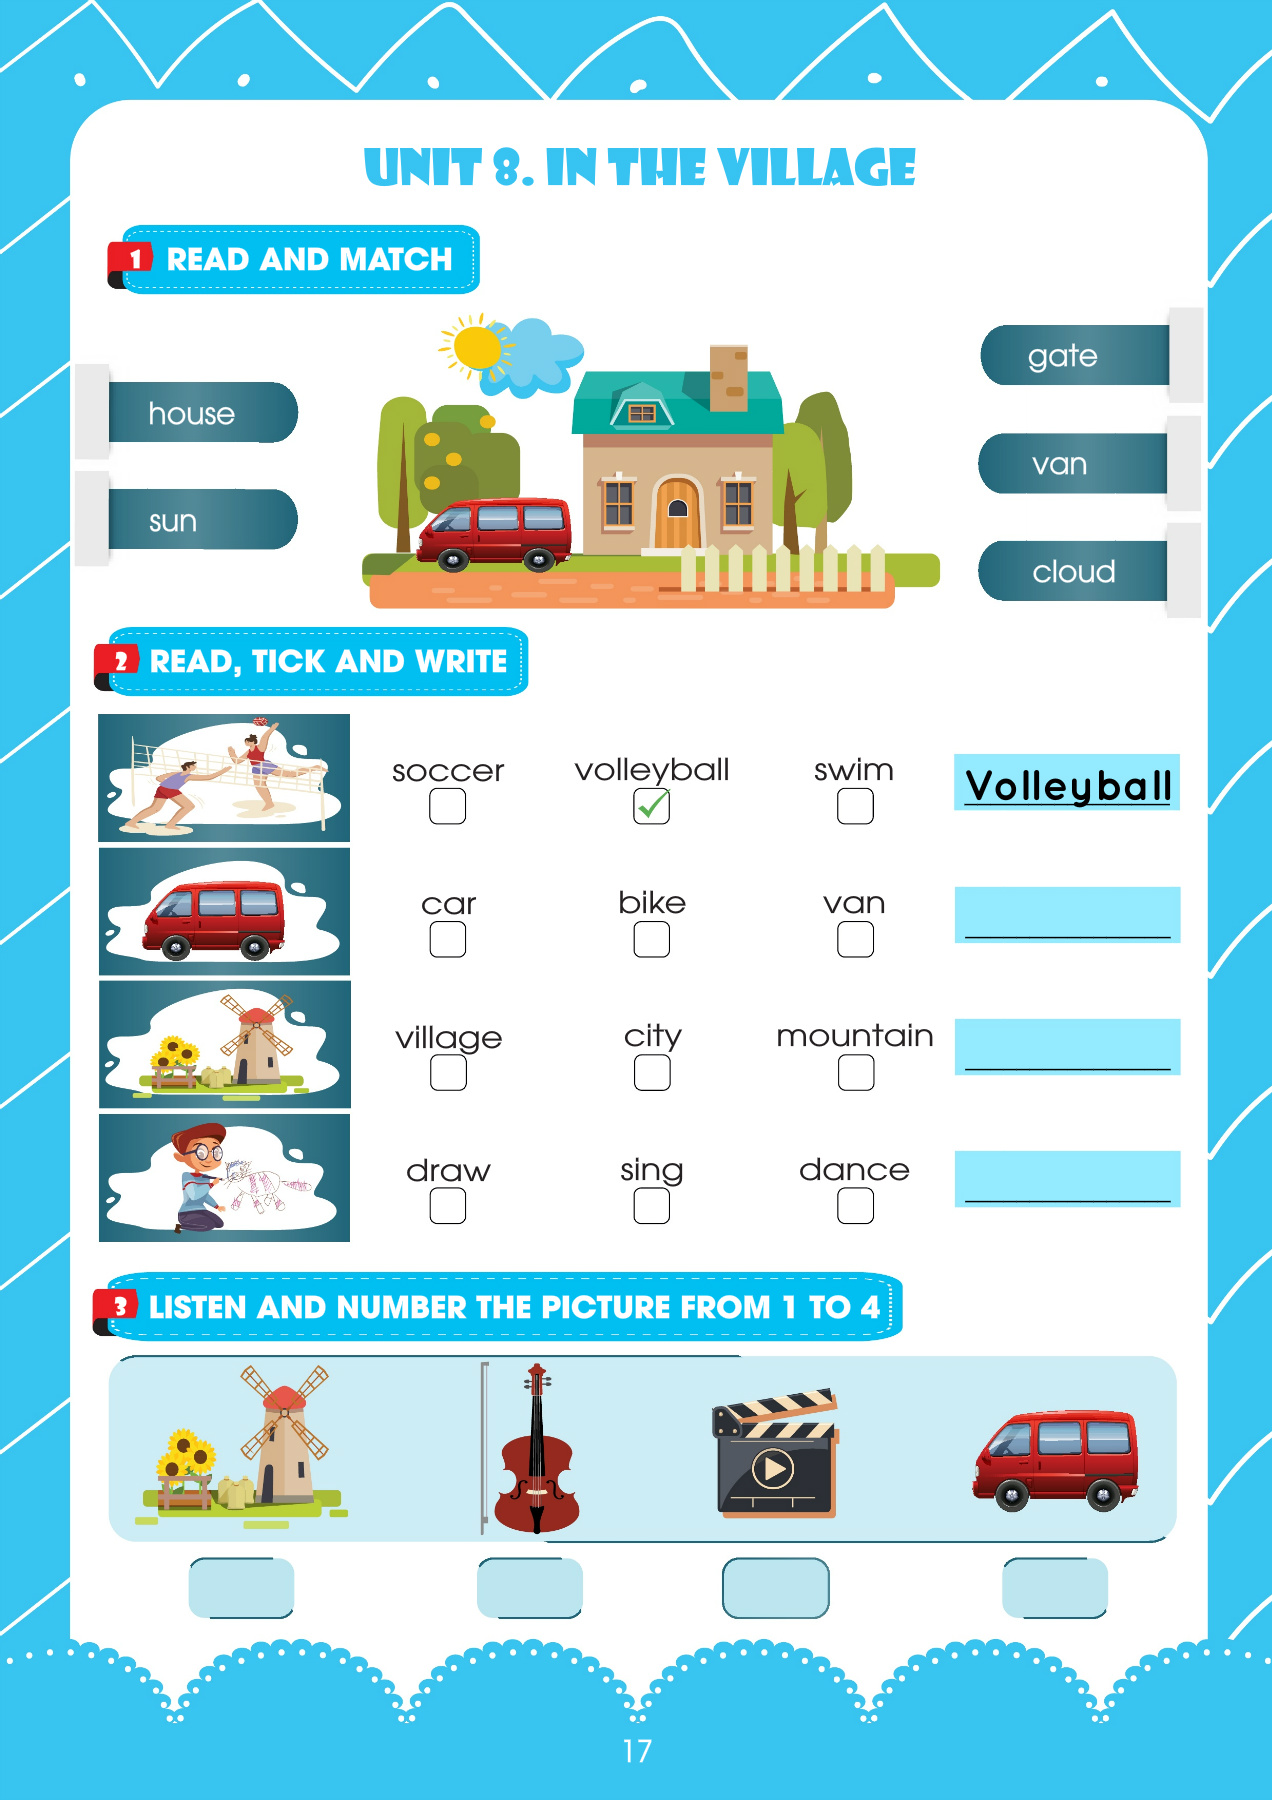 UNIT 8. IN THE VILLAGE
1 READ AND MATCH
house
sun
gate
van
cloud
2 READ, TICK AND WRITE
soccer volleyball swim Volleyball
car bike van
village city mountain
draw sing dance
3 LISTEN AND NUMBER THE PICTURE FROM 1 TO 4
17